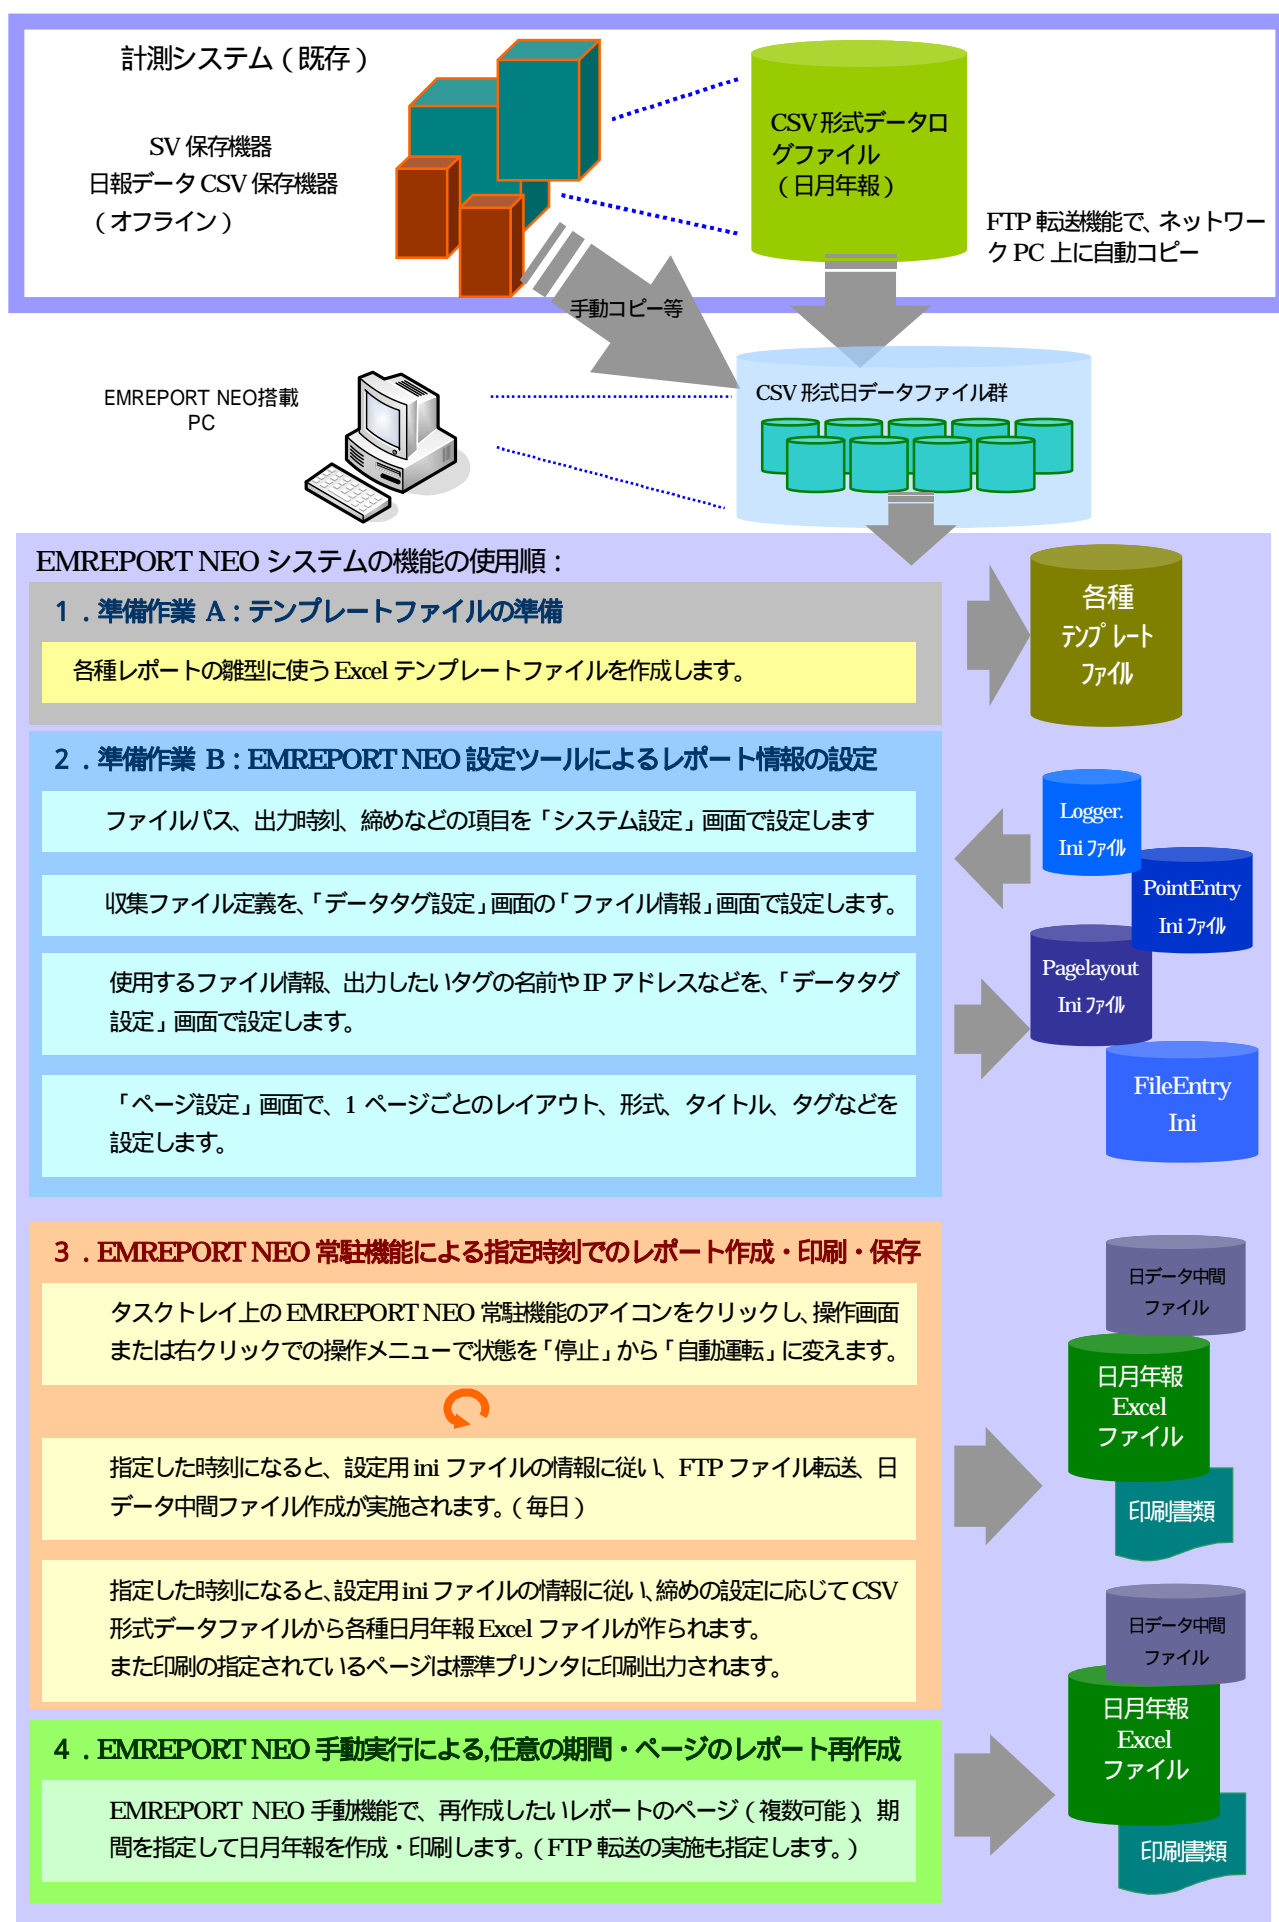 計測システム（既存）
SV 保存機器
日報データ CSV 保存機器
（オフライン）
CSV 形式データロ
グファイル
（日月年報）
FTP 転送機能で、ネットワー
ク PC 上に自動コピー
手動コピー等
EMREPORT NEO搭載
PC
CSV 形式日データファイル群
EMREPORT NEO システムの機能の使用順：
１．準備作業 A：テンプレートファイルの準備
各種レポートの雛型に使う Excel テンプレートファイルを作成します。
各種
ﾃﾝﾌﾟﾚｰﾄ
ﾌｧｲﾙ
２．準備作業 B：EMREPORT NEO 設定ツールによるレポート情報の設定
ファイルパス、出力時刻、締めなどの項目を「システム設定」画面で設定します
収集ファイル定義を、「データタグ設定」画面の「ファイル情報」画面で設定します。
使用するファイル情報、出力したいタグの名前や IP アドレスなどを、「データタグ
設定」画面で設定します。
「ページ設定」画面で、1 ページごとのレイアウト、形式、タイトル、タグなどを
設定します。
Logger.
Ini ﾌｧｲﾙ
PointEntry
Ini ﾌｧｲﾙ
Pagelayout
Ini ﾌｧｲﾙ
FileEntry
Ini
３．EMREPORT NEO 常駐機能による指定時刻でのレポート作成・印刷・保存
タスクトレイ上の EMREPORT NEO 常駐機能のアイコンをクリックし、操作画面
または右クリックでの操作メニューで状態を「停止」から「自動運転」に変えます。
指定した時刻になると、設定用 ini ファイルの情報に従い、FTP ファイル転送、日
データ中間ファイル作成が実施されます。（毎日）
指定した時刻になると、設定用 ini ファイルの情報に従い、締めの設定に応じて CSV
形式データファイルから各種日月年報 Excel ファイルが作られます。
また印刷の指定されているページは標準プリンタに印刷出力されます。
日データ中間
ファイル
日月年報
Excel
ファイル
印刷書類
４．EMREPORT NEO 手動実行による,任意の期間・ページのレポート再作成
EMREPORT NEO 手動機能で、再作成したいレポートのページ（複数可能）、期
間を指定して日月年報を作成・印刷します。（FTP 転送の実施も指定します。）
日データ中間
ファイル
日月年報
Excel
ファイル
印刷書類